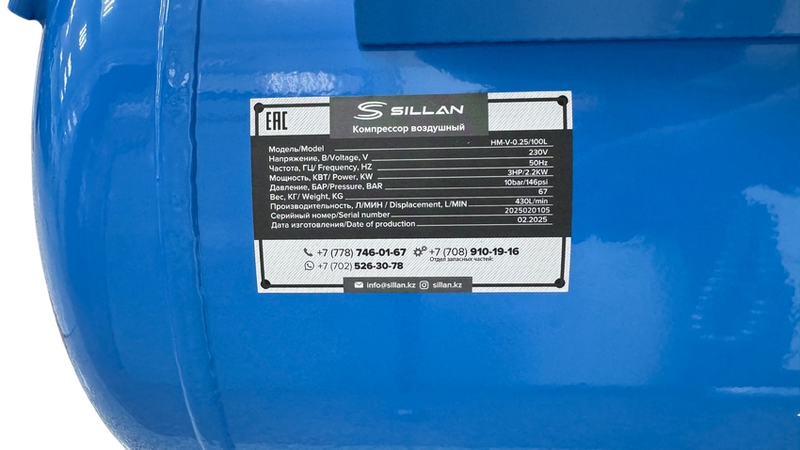 EAC
SILLAN
Компрессор воздушный
Модель/Model HM-V-0.25/100L
Напряжение, В/Voltage, V 230V
Частота, ГЦ/ Frequency, HZ 50Hz
Мощность, КВТ/ Power, KW 3HP/2.2KW
Давление, БАР/Pressure, BAR 10bar/146psi
Вес, КГ/ Weight, KG 67
Производительность, Л/МИН / Displacement, L/MIN 430L/min
Серийный номер/Serial number 2025020105
Дата изготовления/Date of production 02.2025
+7 (778) 746-01-67 +7 (708) 910-19-16
Отдел запасных частей:
+7 (702) 526-30-78
info@sillan.kz sillan.kz